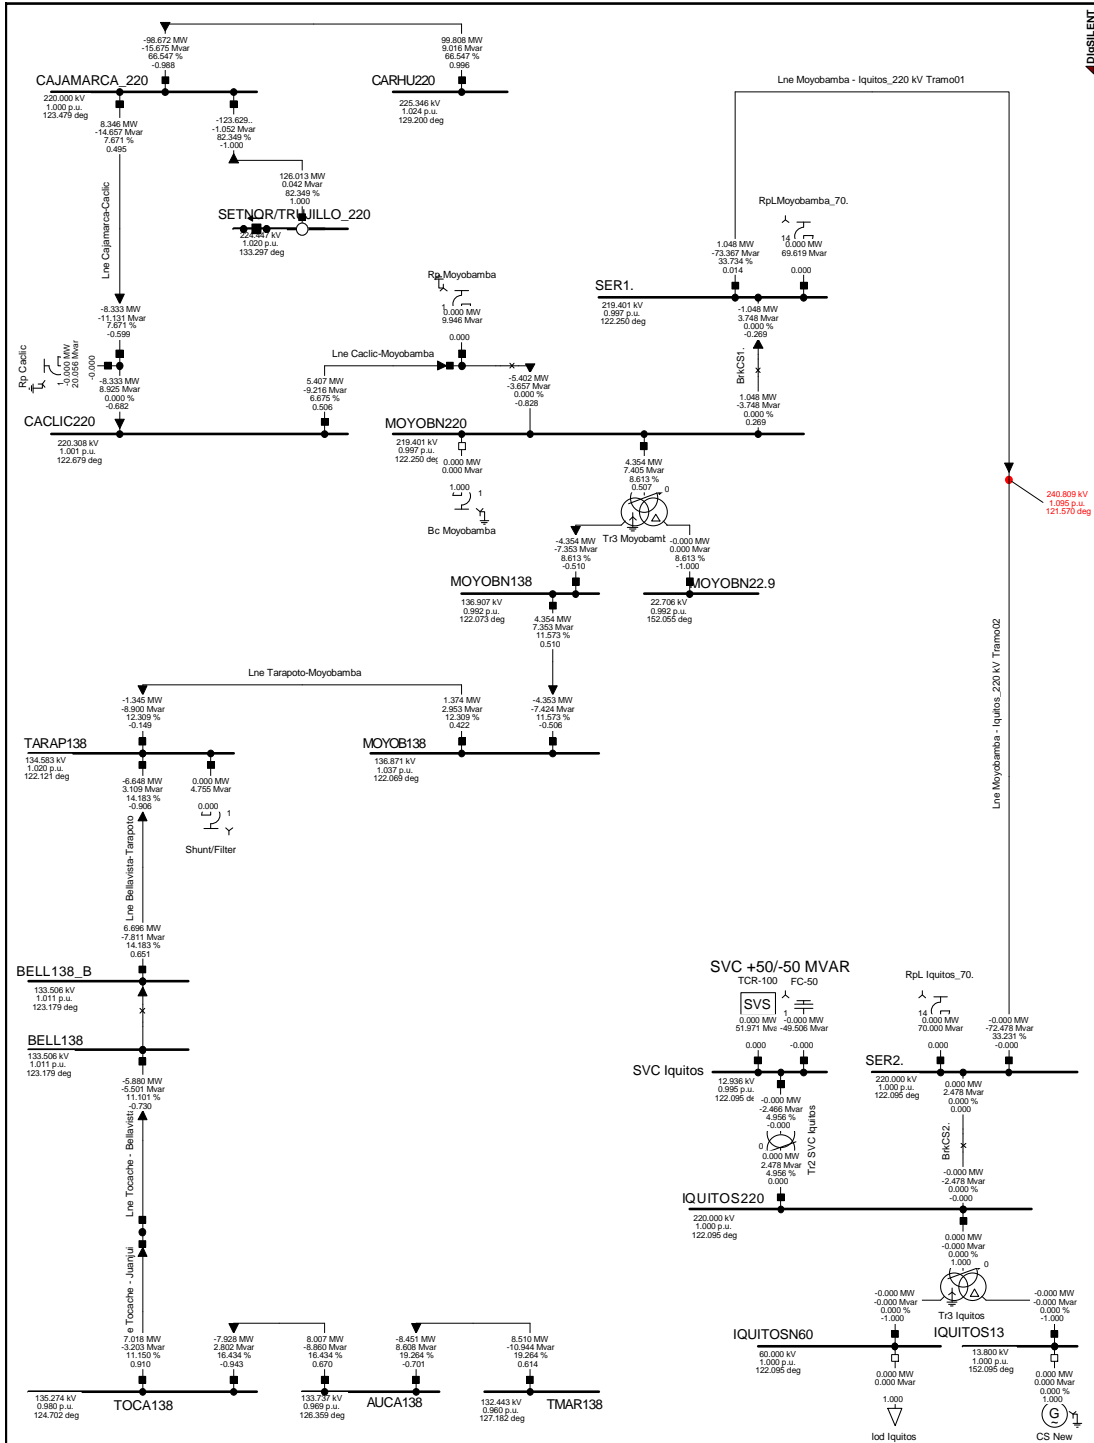 DIgSILENT
-98.672 MW
-15.675 Mvar
66.547 %
-0.988
99.808 MW
9.016 Mvar
66.547 %
0.996
CAJAMARCA_220
220.000 kV
1.000 p.u.
123.479 deg
CARHU220
225.346 kV
1.024 p.u.
129.200 deg
8.346 MW
-14.657 Mvar
7.671 %
0.495
-123.629..
-1.052 Mvar
82.349 %
-1.000
126.013 MW
0.042 Mvar
82.349 %
1.000
SETNOR/TRUJILLO_220
224.447 kV
1.020 p.u.
133.297 deg
Lne Cajamarca-Caclic
Lne Moyobamba - Iquitos_220 kV Tramo01
RpLMoyobamba_70.
14
0.000 MW
69.619 Mvar
0.000
1.048 MW
-73.367 Mvar
33.734 %
0.014
SER1.
219.401 kV
0.997 p.u.
122.250 deg
-1.048 MW
3.748 Mvar
0.000 %
-0.269
BrkCS1.
1.048 MW
-3.748 Mvar
0.000 %
0.269
Rp Moyobamba
1
0.000 MW
9.946 Mvar
0.000
-8.333 MW
-11.131 Mvar
7.671 %
-0.599
Rp Caclic
1
-0.000 MW
20.056 Mvar
-0.000
-8.333 MW
8.925 Mvar
0.000 %
-0.682
CACLIC220
220.308 kV
1.001 p.u.
122.679 deg
Lne Caclic-Moyobamba
5.407 MW
-9.216 Mvar
6.675 %
0.506
-5.402 MW
-3.657 Mvar
0.000 %
-0.828
MOYOBN220
219.401 kV
0.997 p.u.
122.250 deg
0.000 MW
0.000 Mvar
1.000
1
Bc Moyobamba
4.354 MW
7.405 Mvar
8.613 %
0.507
0
Tr3 Moyobamb
-4.354 MW
-7.353 Mvar
8.613 %
-0.510
-0.000 MW
0.000 Mvar
8.613 %
-1.000
240.809 kV
1.095 p.u.
121.570 deg
MOYOBN138
136.907 kV
0.992 p.u.
122.073 deg
MOYOBN22.9
22.706 kV
0.992 p.u.
152.055 deg
4.354 MW
7.353 Mvar
11.573 %
0.510
Lne Moyobamba - Iquitos_220 kV Tramo02
Lne Tarapoto-Moyobamba
-1.345 MW
-8.900 Mvar
12.309 %
-0.149
1.374 MW
2.953 Mvar
12.309 %
0.422
-4.353 MW
-7.424 Mvar
11.573 %
-0.506
TARAP138
134.583 kV
1.020 p.u.
122.121 deg
MOYOB138
136.871 kV
1.037 p.u.
122.069 deg
-6.648 MW
3.109 Mvar
14.183 %
-0.906
0.000 MW
4.755 Mvar
0.000
1
Shunt/Filter
Lne Bellavista-Tarapoto
6.696 MW
-7.811 Mvar
14.183 %
0.651
BELL138_B
133.506 kV
1.011 p.u.
123.179 deg
BELL138
133.506 kV
1.011 p.u.
123.179 deg
-5.880 MW
-5.501 Mvar
11.101 %
-0.730
Lne Tocache - Bellavista
e Tocache - Juanjui
SVC +50/-50 MVAR
TCR-100
FC-50
SVS
1
0.000 MW
51.971 Mva
-0.000 MW
-49.506 Mvar
0.000
-0.000
SVC Iquitos
12.936 kV
0.995 p.u.
122.095 de
-0.000 MW
-2.466 Mvar
4.956 %
-0.000
0
Tr2 SVC Iquitos
0.000 MW
2.478 Mvar
4.956 %
0.000
RpL Iquitos_70.
14
0.000 MW
70.000 Mvar
0.000
-0.000 MW
-72.478 Mvar
33.231 %
-0.000
SER2.
220.000 kV
1.000 p.u.
122.095 deg
0.000 MW
2.478 Mvar
0.000 %
0.000
BrkCS2.
-0.000 MW
-2.478 Mvar
0.000 %
-0.000
IQUITOS220
220.000 kV
1.000 p.u.
122.095 deg
0.000 MW
-0.000 Mvar
0.000 %
1.000
0
Tr3 Iquitos
-0.000 MW
-0.000 Mvar
0.000 %
-1.000
-0.000 MW
-0.000 Mvar
0.000 %
-1.000
IQUITOSN60
60.000 kV
1.000 p.u.
122.095 deg
IQUITOS13
13.800 kV
1.000 p.u.
152.095 deg
0.000 MW
0.000 Mvar
1.000
lod Iquitos
0.000 MW
0.000 Mvar
0.000 %
1.000
G
~
CS New
7.018 MW
-3.203 Mvar
11.150 %
0.910
-7.928 MW
2.802 Mvar
16.434 %
-0.943
8.007 MW
-8.860 Mvar
16.434 %
0.670
-8.451 MW
8.608 Mvar
19.264 %
-0.701
8.510 MW
-10.944 Mvar
19.264 %
0.614
135.274 kV
0.980 p.u.
124.702 deg
TOCA138
133.737 kV
0.969 p.u.
126.359 deg
AUCA138
132.443 kV
0.960 p.u.
127.182 deg
TMAR138